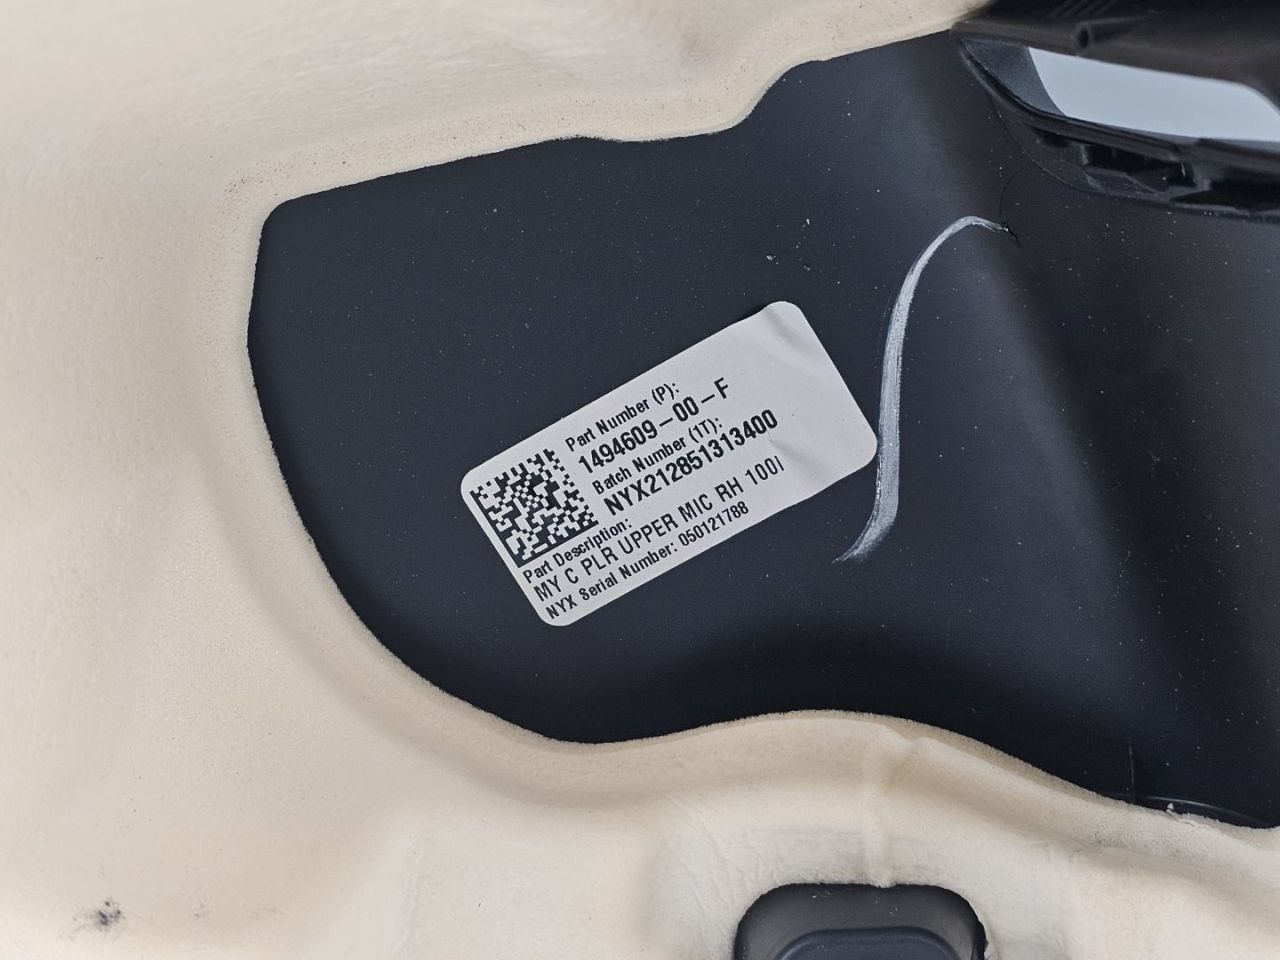 Part Number (P):
1494609-00-F
Batch Number (1T):
NYX212851313400
Part Description:
MY C PLR UPPER MIC RH 100I
NYX Serial Number: 050121788